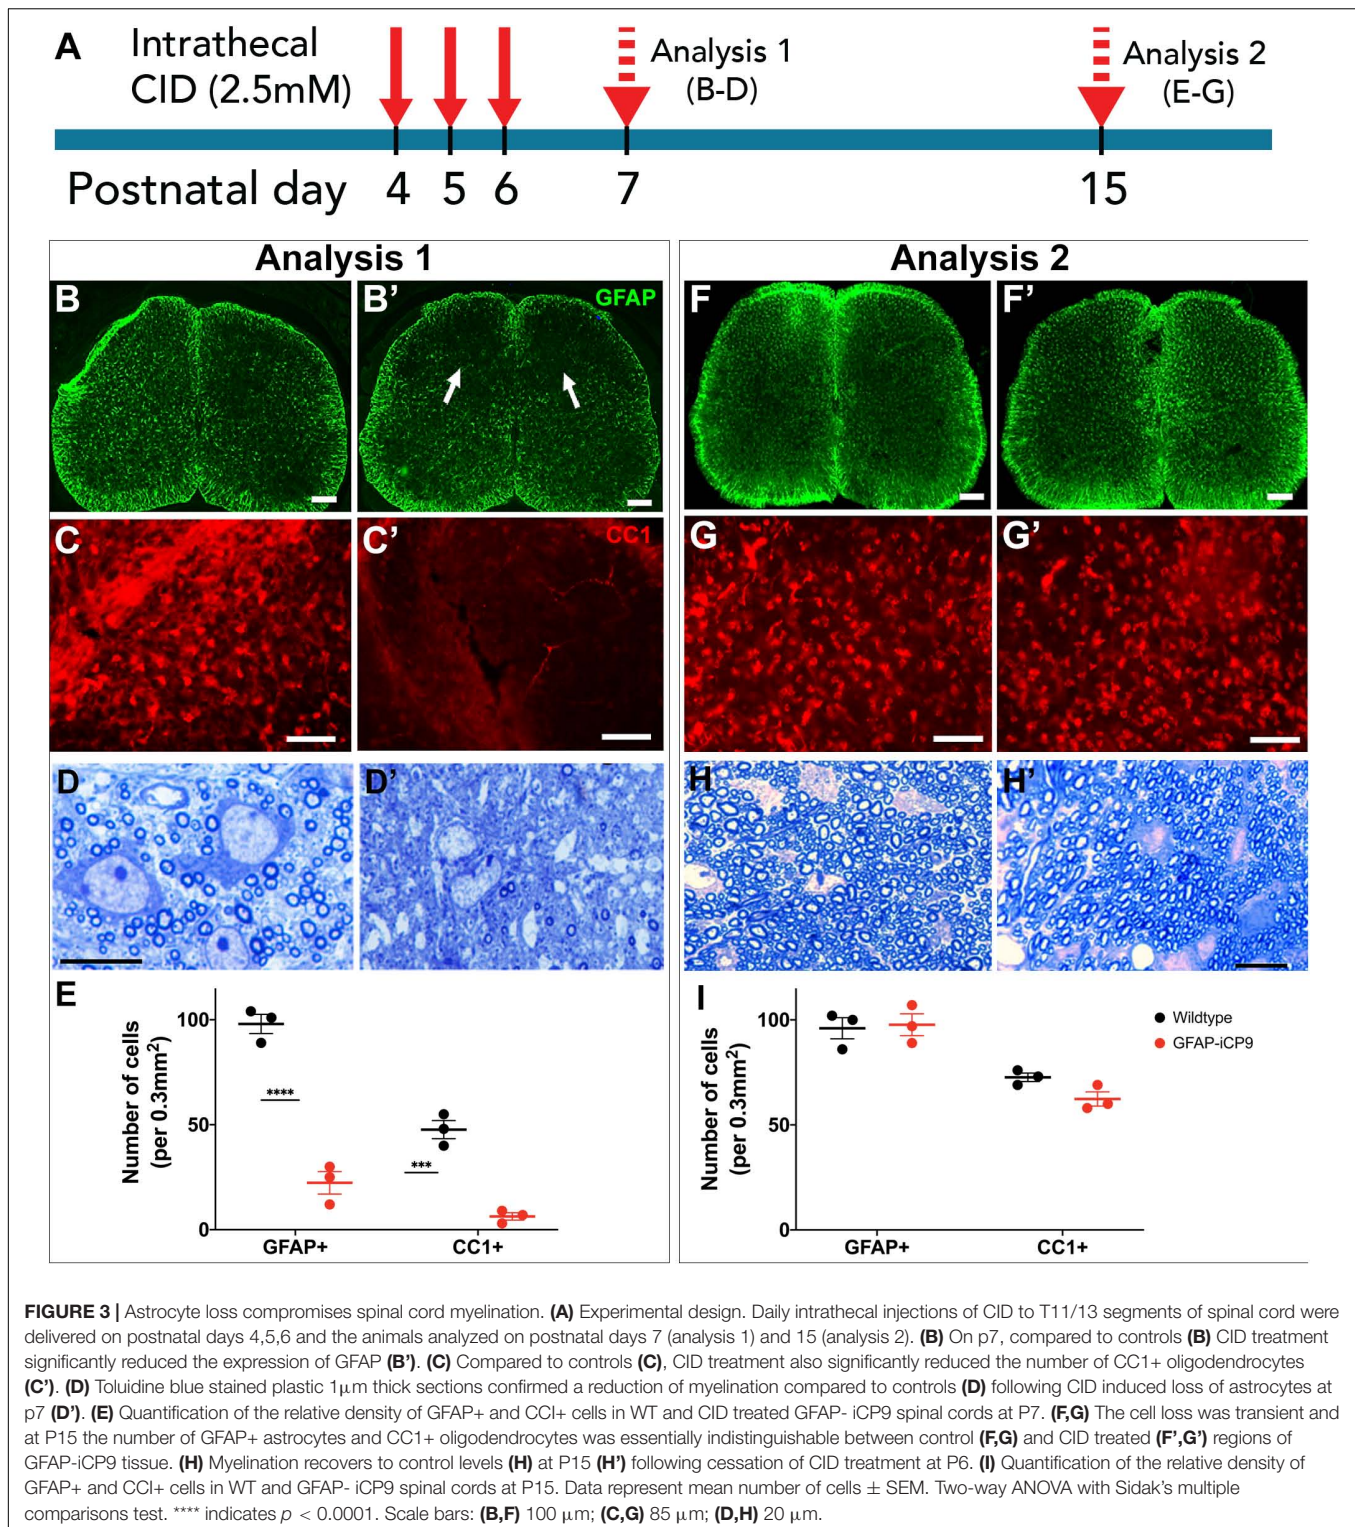 A Intrathecal CID (2.5mM)
Analysis 1 (B-D)
Analysis 2 (E-G)
Postnatal day 4 5 6 7 15
Analysis 1
Analysis 2
B B’ GFAP F F’
C C’ CC1 G G’
D D’ H H’
E
Number of cells (per 0.3mm²)
100
50
0
****
***
GFAP+ CC1+
I
Number of cells (per 0.3mm²)
100
50
0
GFAP+ CC1+
Wildtype
GFAP-iCP9
FIGURE 3 | Astrocyte loss compromises spinal cord myelination. (A) Experimental design. Daily intrathecal injections of CID to T11/13 segments of spinal cord were
delivered on postnatal days 4,5,6 and the animals analyzed on postnatal days 7 (analysis 1) and 15 (analysis 2). (B) On p7, compared to controls (B) CID treatment
significantly reduced the expression of GFAP (B’). (C) Compared to controls (C), CID treatment also significantly reduced the number of CC1+ oligodendrocytes
(C’). (D) Toluidine blue stained plastic 1μm thick sections confirmed a reduction of myelination compared to controls (D) following CID induced loss of astrocytes at
p7 (D’). (E) Quantification of the relative density of GFAP+ and CCI+ cells in WT and CID treated GFAP- iCP9 spinal cords at P7. (F,G) The cell loss was transient and
at P15 the number of GFAP+ astrocytes and CC1+ oligodendrocytes was essentially indistinguishable between control (F,G) and CID treated (F’,G’) regions of
GFAP-iCP9 tissue. (H) Myelination recovers to control levels (H) at P15 (H’) following cessation of CID treatment at P6. (I) Quantification of the relative density of
GFAP+ and CCI+ cells in WT and GFAP- iCP9 spinal cords at P15. Data represent mean number of cells ± SEM. Two-way ANOVA with Sidak’s multiple
comparisons test. **** indicates p < 0.0001. Scale bars: (B,F) 100 μm; (C,G) 85 μm; (D,H) 20 μm.